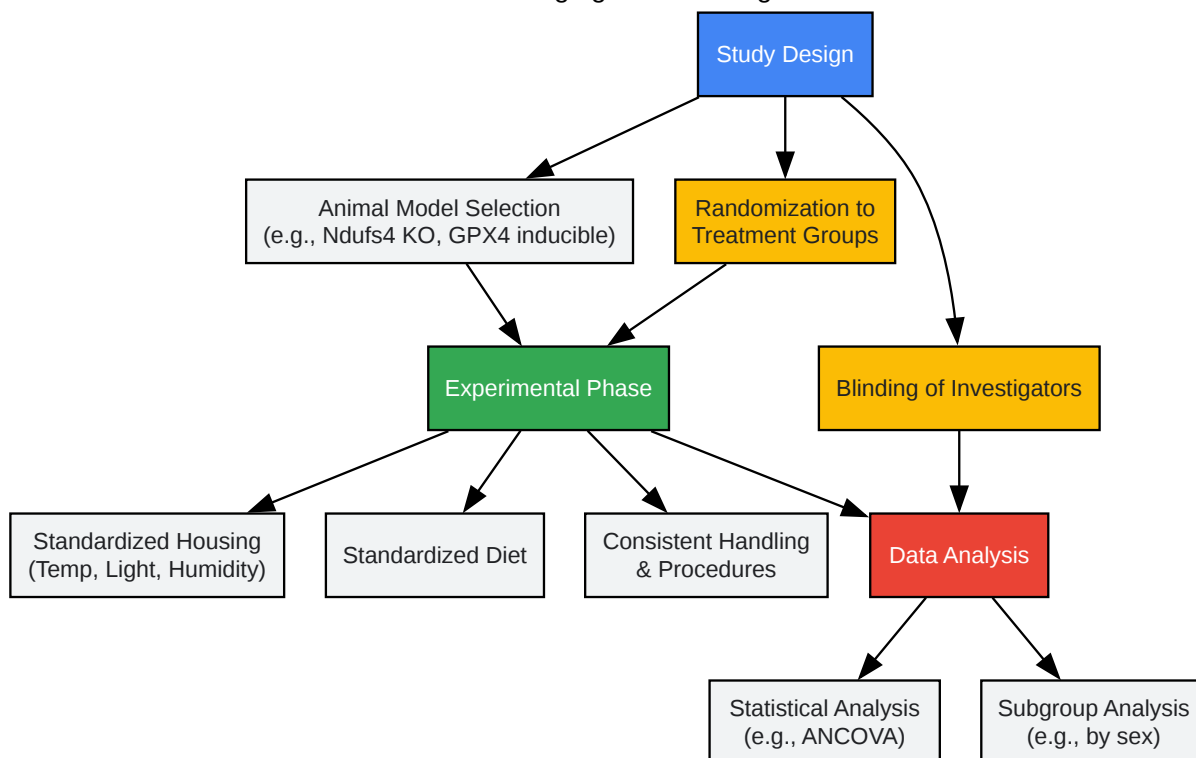 Study Design
Animal Model Selection
(e.g., Ndufs4 KO, GPX4 inducible)
Randomization to
Treatment Groups
Experimental Phase
Blinding of Investigators
Standardized Housing
(Temp, Light, Humidity)
Standardized Diet
Consistent Handling
& Procedures
Data Analysis
Statistical Analysis
(e.g., ANCOVA)
Subgroup Analysis
(e.g., by sex)